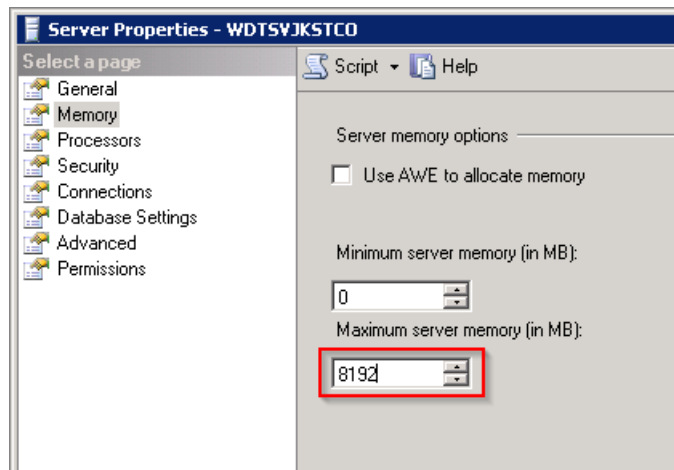 Server Properties - WDTSVJKSTCO
Select a page
General
Memory
Processors
Security
Connections
Database Settings
Advanced
Permissions
Script
Help
Server memory options
Use AWE to allocate memory
Minimum server memory (in MB):
0
Maximum server memory (in MB):
8192